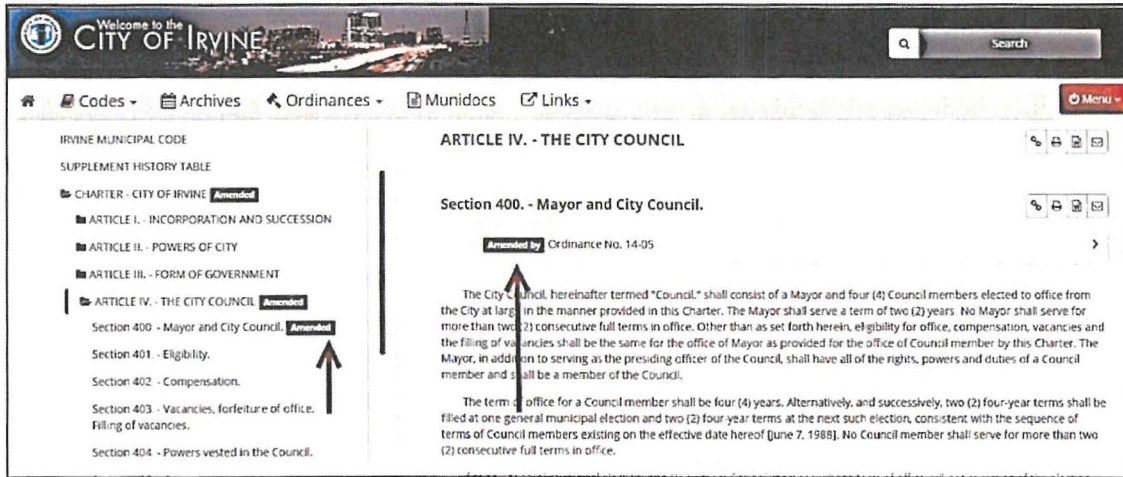 Welcome to the
CITY OF IRVINE
Search
Codes
Archives
Ordinances
Munidocs
Links
Menu
IRVINE MUNICIPAL CODE
SUPPLEMENT HISTORY TABLE
CHARTER - CITY OF IRVINE Amended
ARTICLE I. - INCORPORATION AND SUCCESSION
ARTICLE II. - POWERS OF CITY
ARTICLE III. - FORM OF GOVERNMENT
ARTICLE IV. - THE CITY COUNCIL Amended
Section 400 - Mayor and City Council. Amended
Section 401. - Eligibility.
Section 402 - Compensation.
Section 403 - Vacancies, forfeiture of office.
Filling of vacancies.
Section 404 - Powers vested in the Council.
ARTICLE IV. - THE CITY COUNCIL
Section 400. - Mayor and City Council.
Amended by Ordinance No. 14-05
The City Council, hereinafter termed "Council," shall consist of a Mayor and four (4) Council members elected to office from
the City at large in the manner provided in this Charter. The Mayor shall serve a term of two (2) years. No Mayor shall serve for
more than two (2) consecutive full terms in office. Other than as set forth herein, eligibility for office, compensation, vacancies and
the filling of vacancies shall be the same for the office of Mayor as provided for the office of Council member by this Charter. The
Mayor, in addition to serving as the presiding officer of the Council, shall have all of the rights, powers and duties of a Council
member and shall be a member of the Council.
The term of office for a Council member shall be four (4) years. Alternatively, and successively, two (2) four-year terms shall be
filled at one general municipal election and two (2) four-year terms at the next such election, consistent with the sequence of
terms of Council members existing on the effective date hereof [June 7, 1988]. No Council member shall serve for more than two
(2) consecutive full terms in office.